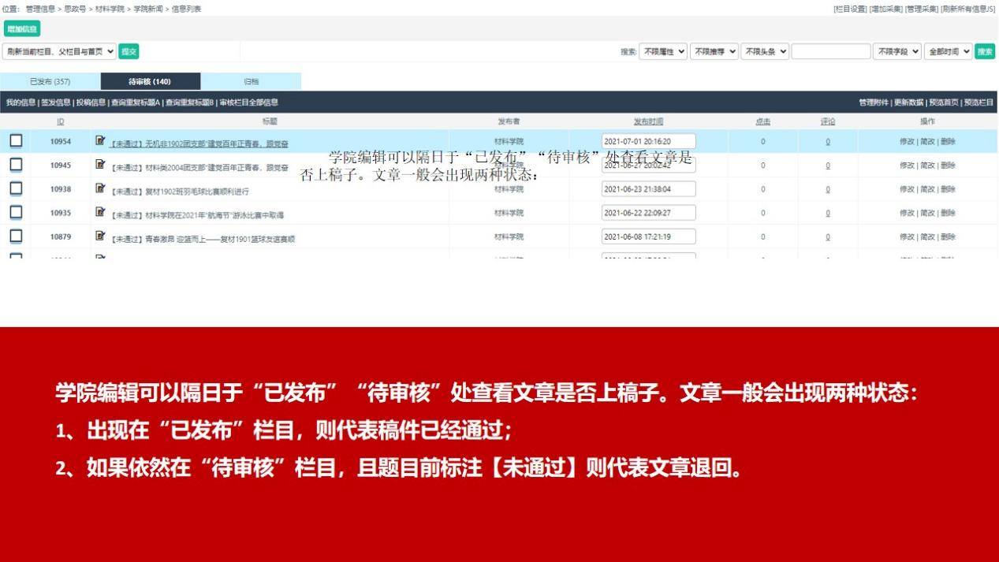 位置: 管理信息 > 思政号 > 材料学院 > 学院新闻 > 信息列表 [栏目设置] [增加采集] [管理采集] [刷新所有信息JS]
增加信息
刷新当前栏目、父栏目与首页 提交 搜索: 不限属性 不限推荐 不限头条 不限字段 全部时间 搜索
已发布 (357) 待审核 (140) 归档
我的信息 | 签发信息 | 投稿信息 | 查询重复标题A | 查询重复标题B | 审核栏目全部信息 管理附件 | 更新数据 | 预览首页 | 预览栏目
ID 标题 发布者 发布时间 点击 评论 操作
10954 【未通过】无机非1902团支部“建党百年正青春，跟党奋 材料学院 2021-07-01 20:16:20 0 0 修改 | 简改 | 删除
学院编辑可以隔日于“已发布”“待审核”处查看文章是
否上稿子。文章一般会出现两种状态：
10945 【未通过】材料类2004团支部“建党百年正青春，跟党奋 材料学院 2021-06-27 20:02:42 0 0 修改 | 简改 | 删除
10938 【未通过】复材1902班羽毛球比赛顺利进行 材料学院 2021-06-23 21:38:04 0 0 修改 | 简改 | 删除
10935 【未通过】材料学院在2021年“航海节”游泳比赛中取得 材料学院 2021-06-22 22:09:27 0 0 修改 | 简改 | 删除
10879 【未通过】青春激昂 迎篮而上——复材1901篮球友谊赛顺 材料学院 2021-06-08 17:21:19 0 0 修改 | 简改 | 删除
学院编辑可以隔日于“已发布”“待审核”处查看文章是否上稿子。文章一般会出现两种状态：
1、出现在“已发布”栏目，则代表稿件已经通过；
2、如果依然在“待审核”栏目，且题目前标注【未通过】则代表文章退回。